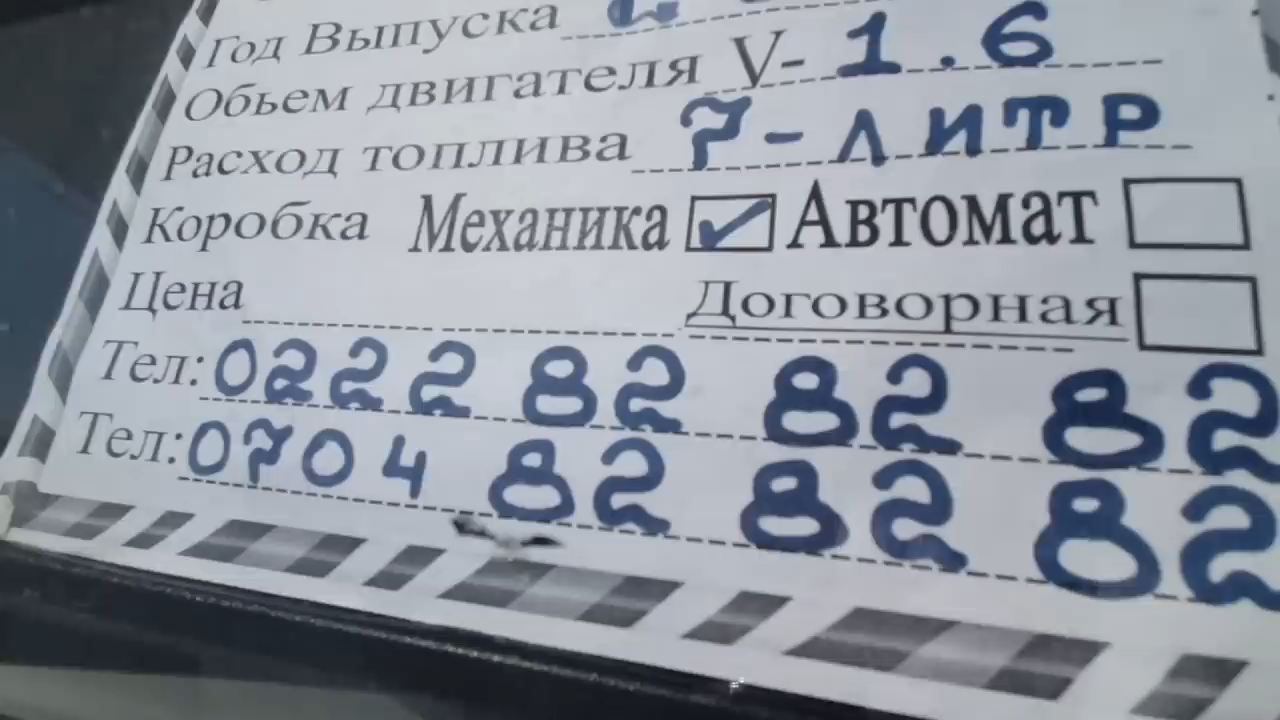 Год Выпуска
Обьем двигателя V- 1.6
Расход топлива 7-литр
Коробка Механика ✓ Автомат
Цена Договорная
Тел: 0222 82 82 82
Тел: 0704 82 82 82